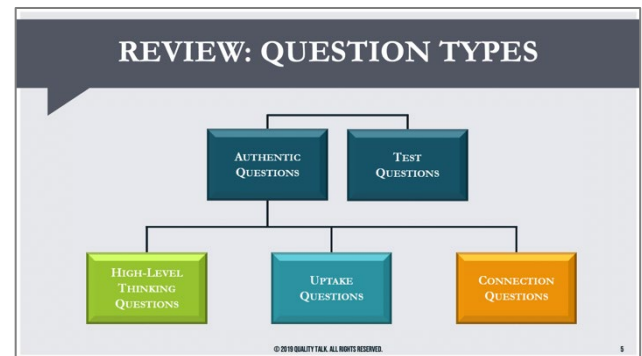 REVIEW: QUESTION TYPES
AUTHENTIC
QUESTIONS
TEST
QUESTIONS
HIGH-LEVEL
THINKING
QUESTIONS
UPTAKE
QUESTIONS
CONNECTION
QUESTIONS
© 2019 QUALITY TALK. ALL RIGHTS RESERVED.
5